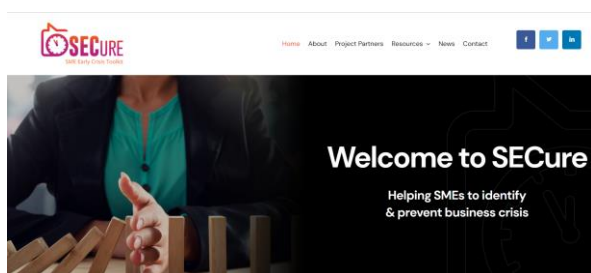 SECURE
SME Early Crisis Toolkit
Home About Project Partners Resources News Contact
Welcome to SECure
Helping SMEs to identify
& prevent business crisis